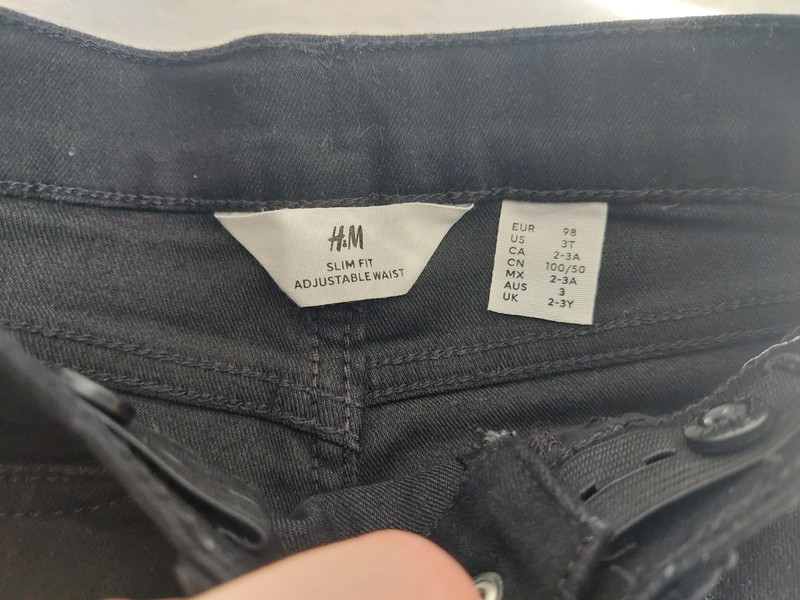 H&M
SLIM FIT
ADJUSTABLE WAIST
EUR 98
US 3T
CA 2-3A
CN 100/50
MX 2-3A
AUS 3
UK 2-3Y